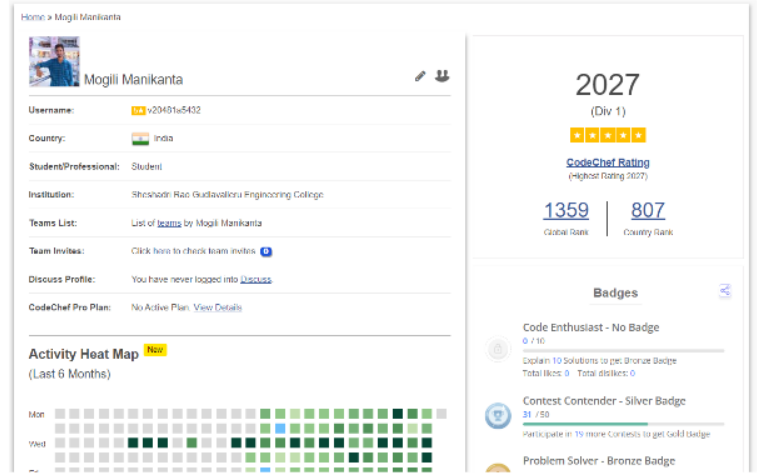 Home > Mogili Manikanta
Mogili Manikanta
Username: 5★ v20481a5432
Country: India
Student/Professional: Student
Institution: Sheshadri Rao Gudlavalleru Engineering College
Teams List: List of teams by Mogili Manikanta
Team Invites: Click here to check team invites 0
Discuss Profile: You have never logged into Discuss.
CodeChef Pro Plan: No Active Plan. View Details
Activity Heat Map New
(Last 6 Months)
Mon
Wed
2027
(Div 1)
★★★★★
CodeChef Rating
(Highest Rating 2027)
1359 807
Global Rank Country Rank
Badges
Code Enthusiast - No Badge
0 / 10
Explain 10 Solutions to get Bronze Badge
Total likes: 0 Total dislikes: 0
Contest Contender - Silver Badge
31 / 50
Participate in 19 more Contests to get Gold Badge
Problem Solver - Bronze Badge